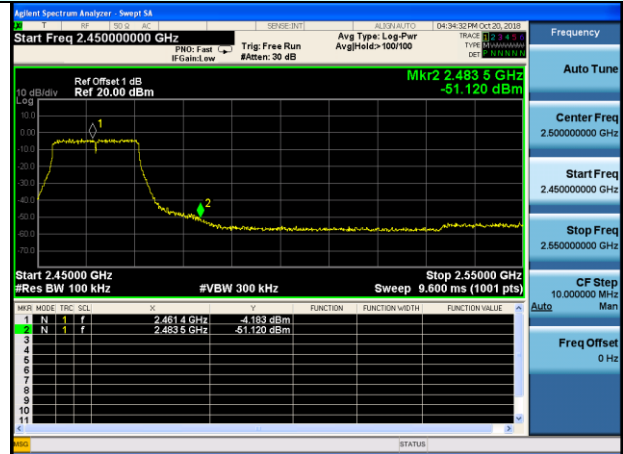 Agilent Spectrum Analyzer - Swept SA
T RF 50 Ω AC SENSE:INT ALIGN AUTO 04:34:32 PM Oct 20, 2018
Start Freq 2.450000000 GHz
PNO: Fast
IFGain:Low
Trig: Free Run
#Atten: 30 dB
Avg Type: Log-Pwr
Avg|Hold:>100/100
TRACE 1 2 3 4 5 6
TYPE M
DET P N N N N N
Ref Offset 1 dB
Ref 20.00 dBm
Mkr2 2.483 5 GHz
-51.120 dBm
10 dB/div
Log
10.0
0.00
-10.0
-20.0
-30.0
-40.0
-50.0
-60.0
-70.0
1
2
Start 2.45000 GHz
#Res BW 100 kHz
#VBW 300 kHz
Stop 2.55000 GHz
Sweep 9.600 ms (1001 pts)
MKR MODE TRC SCL X Y FUNCTION FUNCTION WIDTH FUNCTION VALUE
1 N 1 f 2.461 4 GHz -4.183 dBm
2 N 1 f 2.483 5 GHz -51.120 dBm
3
4
5
6
7
8
9
10
11
MSG
STATUS
Frequency
Auto Tune
Center Freq
2.500000000 GHz
Start Freq
2.450000000 GHz
Stop Freq
2.550000000 GHz
CF Step
10.000000 MHz
Auto Man
Freq Offset
0 Hz